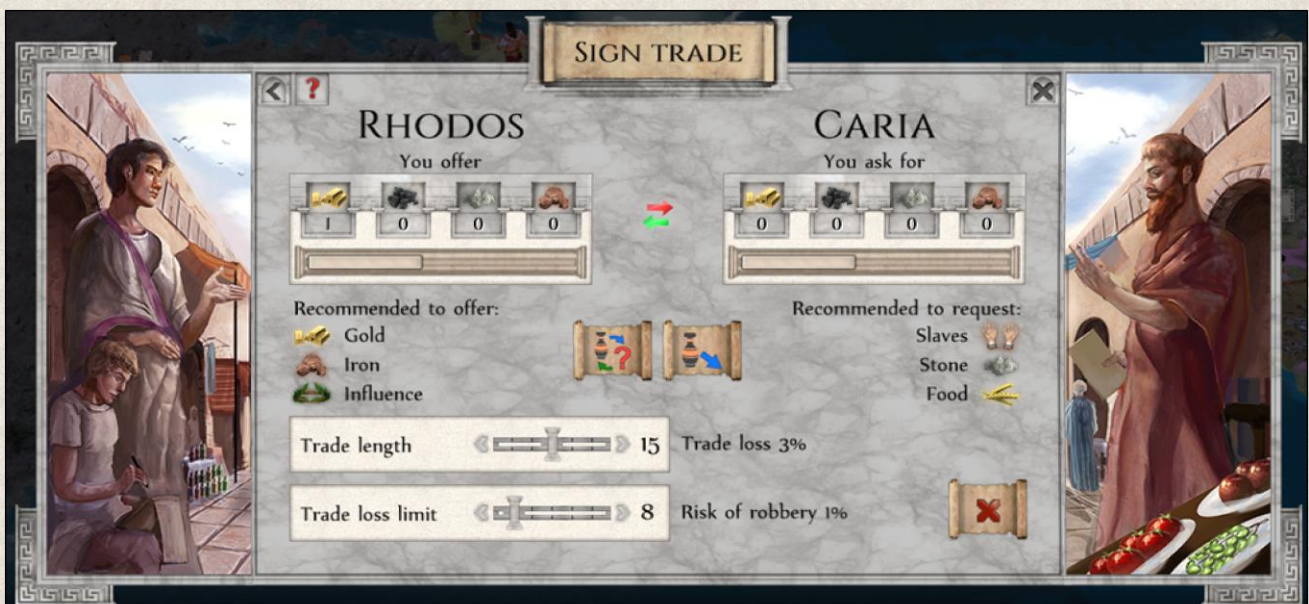 SIGN TRADE
?
RHODOS
You offer
1 0 0 0
Recommended to offer:
Gold
Iron
Influence
CARIA
You ask for
0 0 0 0
Recommended to request:
Slaves
Stone
Food
?
Trade length 15 Trade loss 3%
Trade loss limit 8 Risk of robbery 1%